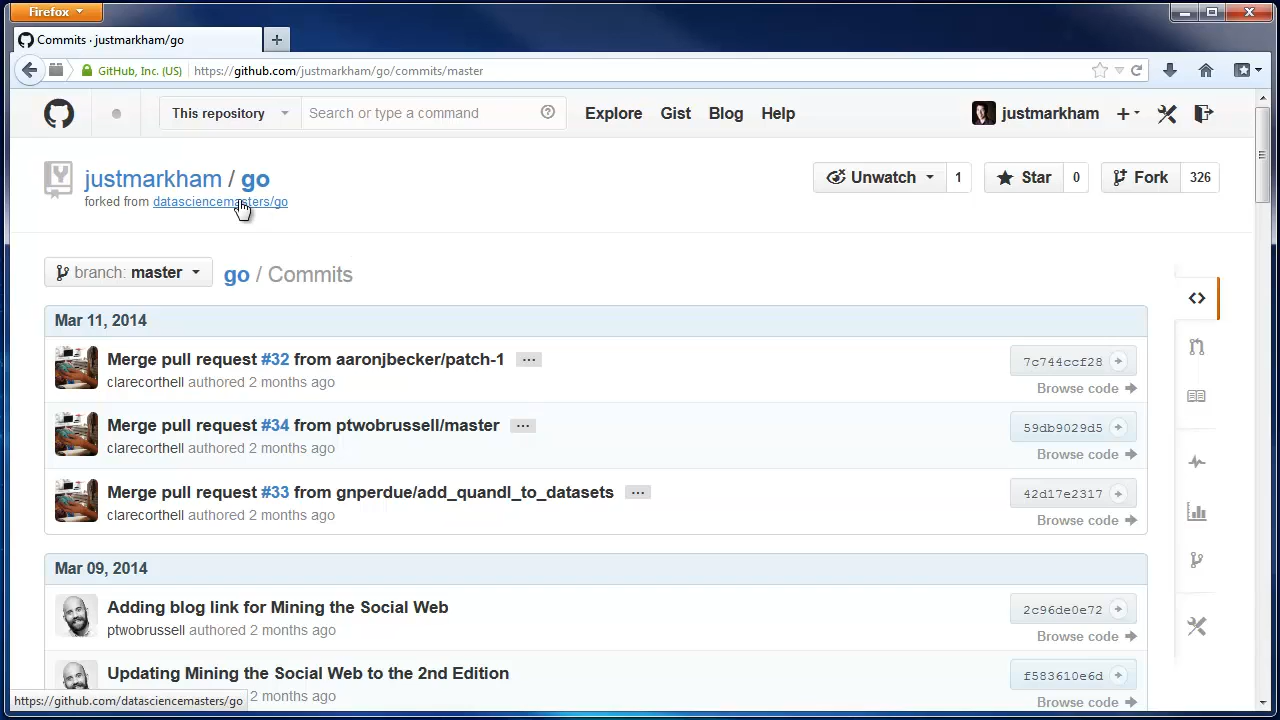 Firefox
Commits · justmarkham/go
GitHub, Inc. (US)
https://github.com/justmarkham/go/commits/master
This repository
Search or type a command
Explore
Gist
Blog
Help
justmarkham
justmarkham / go
forked from datasciencemasters/go
Unwatch
1
Star
0
Fork
326
branch: master
go / Commits
Mar 11, 2014
Merge pull request #32 from aaronjbecker/patch-1 ...
7c744ccf28
clarecorthell authored 2 months ago
Browse code
Merge pull request #34 from ptwobrussell/master ...
59db9029d5
clarecorthell authored 2 months ago
Browse code
Merge pull request #33 from gnperdue/add_quandl_to_datasets ...
42d17e2317
clarecorthell authored 2 months ago
Browse code
Mar 09, 2014
Adding blog link for Mining the Social Web
2c96de0e72
ptwobrussell authored 2 months ago
Browse code
Updating Mining the Social Web to the 2nd Edition
f583610e6d
2 months ago
Browse code
https://github.com/datasciencemasters/go